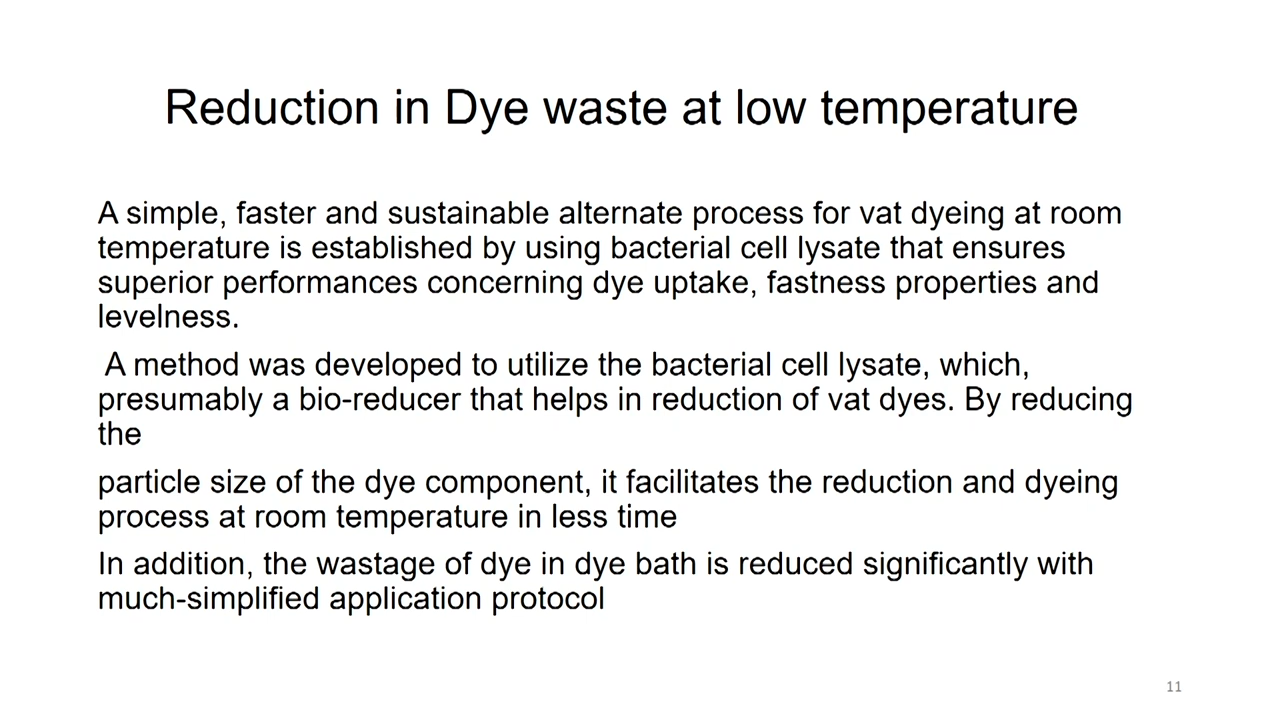 Reduction in Dye waste at low temperature
A simple, faster and sustainable alternate process for vat dyeing at room
temperature is established by using bacterial cell lysate that ensures
superior performances concerning dye uptake, fastness properties and
levelness.
A method was developed to utilize the bacterial cell lysate, which,
presumably a bio-reducer that helps in reduction of vat dyes. By reducing
the
particle size of the dye component, it facilitates the reduction and dyeing
process at room temperature in less time
In addition, the wastage of dye in dye bath is reduced significantly with
much-simplified application protocol
11